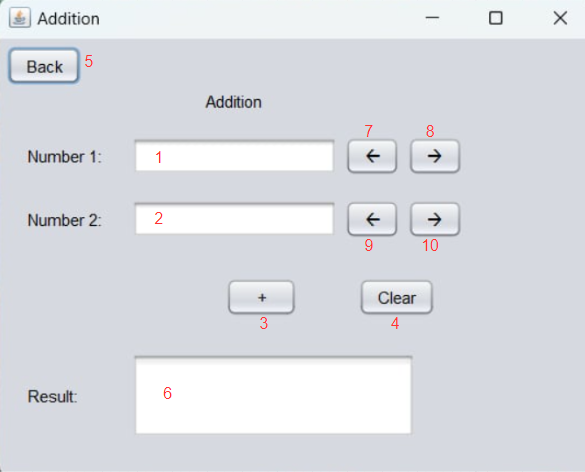 Addition
Back 5
Addition
7 8
Number 1: 1 ← →
Number 2: 2 ← →
9 10
+ Clear
3 4
Result: 6